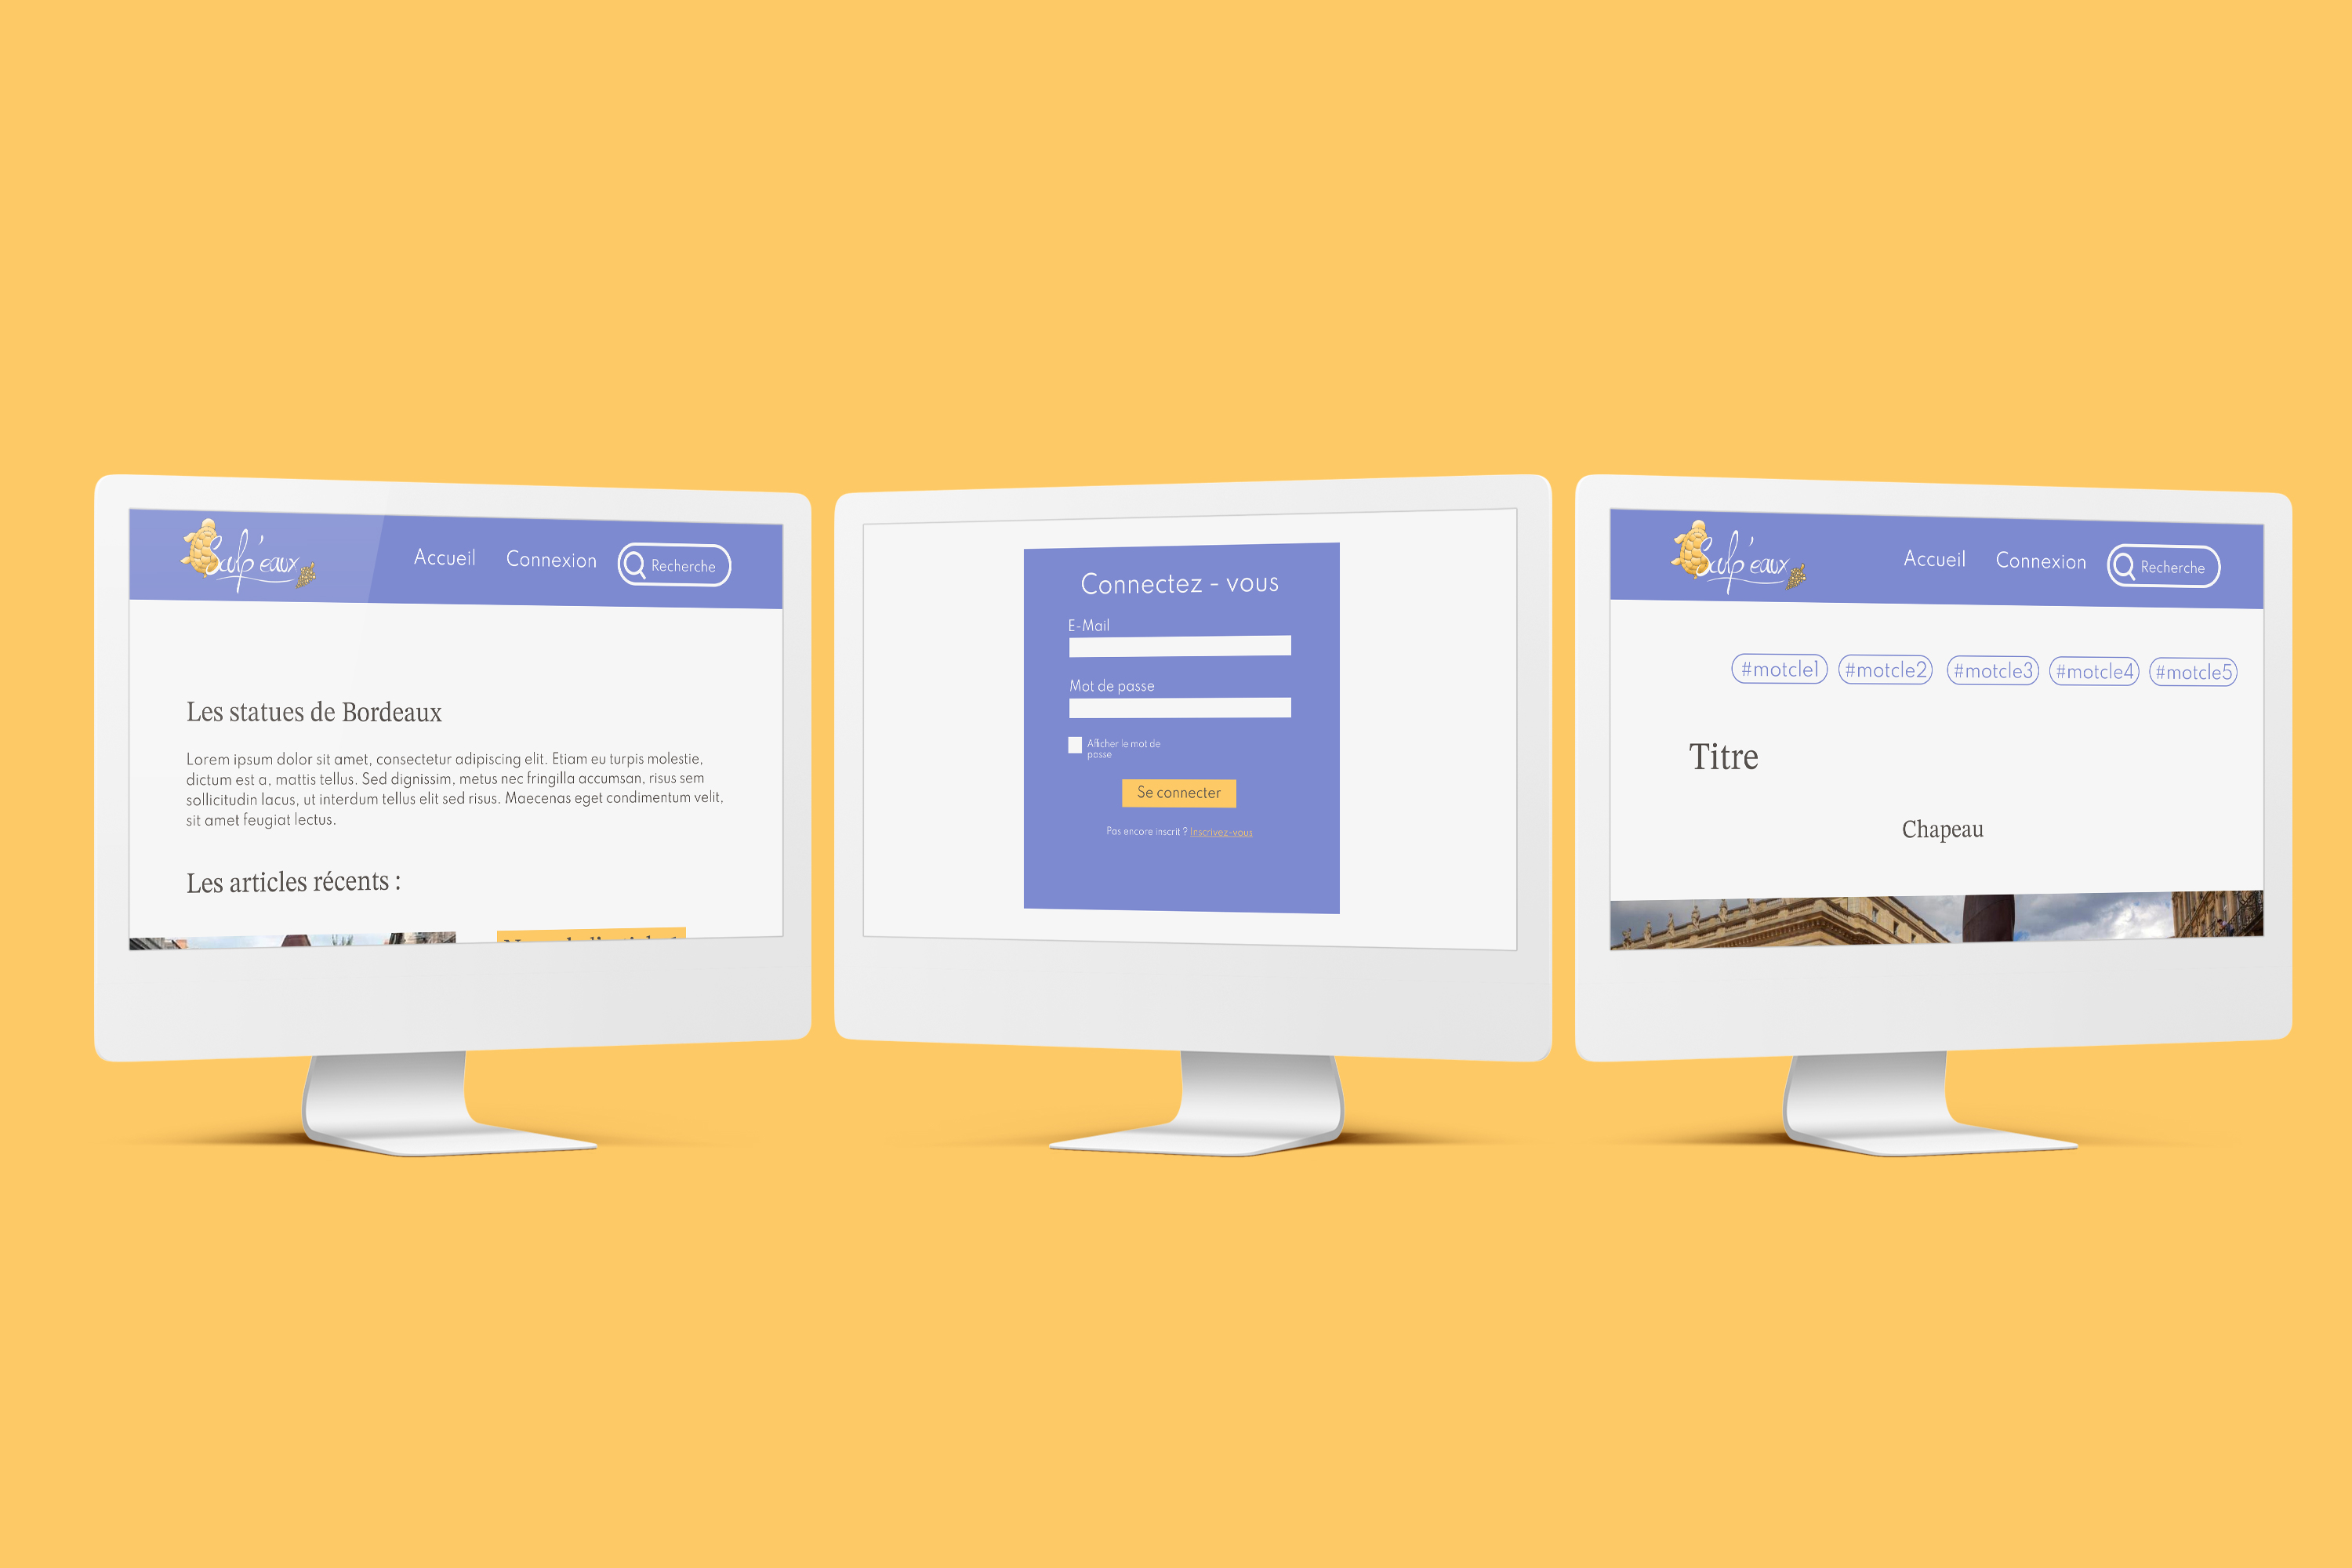 Sculp'eaux
Accueil
Connexion
Recherche
Les statues de Bordeaux
Lorem ipsum dolor sit amet, consectetur adipiscing elit. Etiam eu turpis molestie,
dictum est a, mattis tellus. Sed dignissim, metus nec fringilla accumsan, risus sem
sollicitudin lacus, ut interdum tellus elit sed risus. Maecenas eget condimentum velit,
sit amet feugiat lectus.
Les articles récents :
Connectez - vous
E-Mail
Mot de passe
Afficher le mot de
passe
Se connecter
Pas encore inscrit ? Inscrivez-vous
Sculp'eaux
Accueil
Connexion
Recherche
#motcle1
#motcle2
#motcle3
#motcle4
#motcle5
Titre
Chapeau